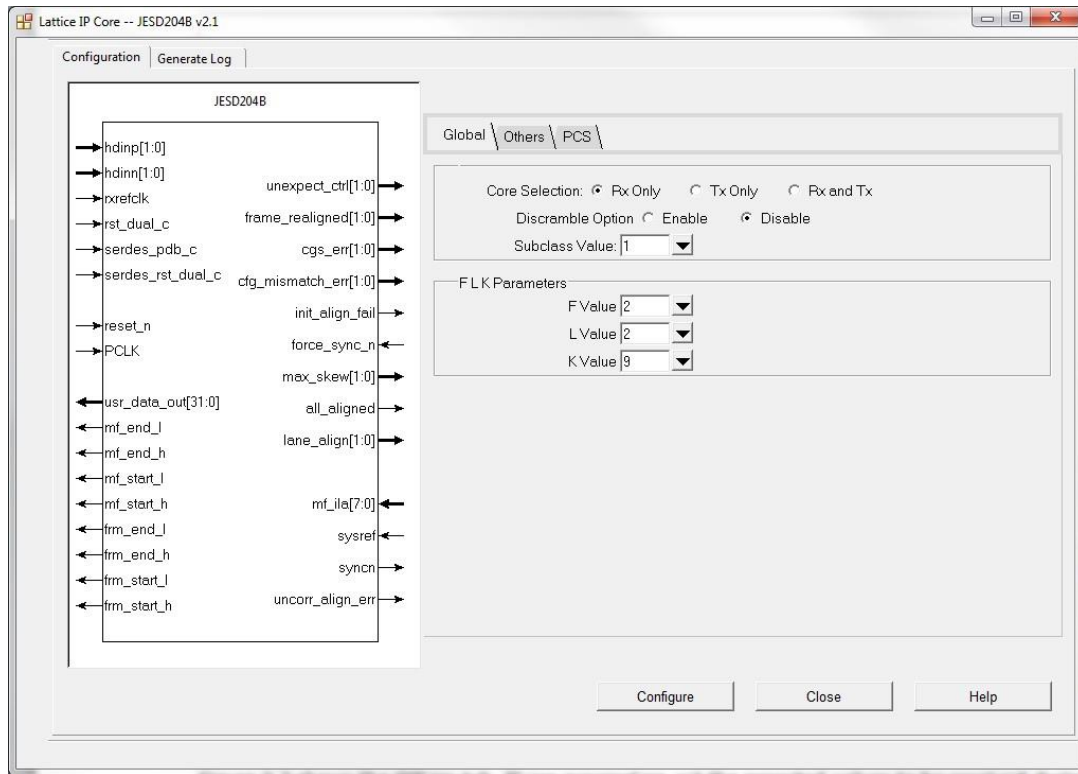 Lattice IP Core -- JESD204B v2.1
Configuration
Generate Log
JESD204B
hdinp[1:0]
hdinn[1:0]
rxrefclk
rst_dual_c
serdes_pdb_c
serdes_rst_dual_c
reset_n
PCLK
usr_data_out[31:0]
mf_end_l
mf_end_h
mf_start_l
mf_start_h
frm_end_l
frm_end_h
frm_start_l
frm_start_h
unexpect_ctrl[1:0]
frame_realigned[1:0]
cgs_err[1:0]
cfg_mismatch_err[1:0]
init_align_fail
force_sync_n
max_skew[1:0]
all_aligned
lane_align[1:0]
mf_ila[7:0]
sysref
syncn
uncorr_align_err
Global Others PCS
Core Selection: Rx Only Tx Only Rx and Tx
Discramble Option Enable Disable
Subclass Value: 1
F L K Parameters
F Value 2
L Value 2
K Value 9
Configure Close Help